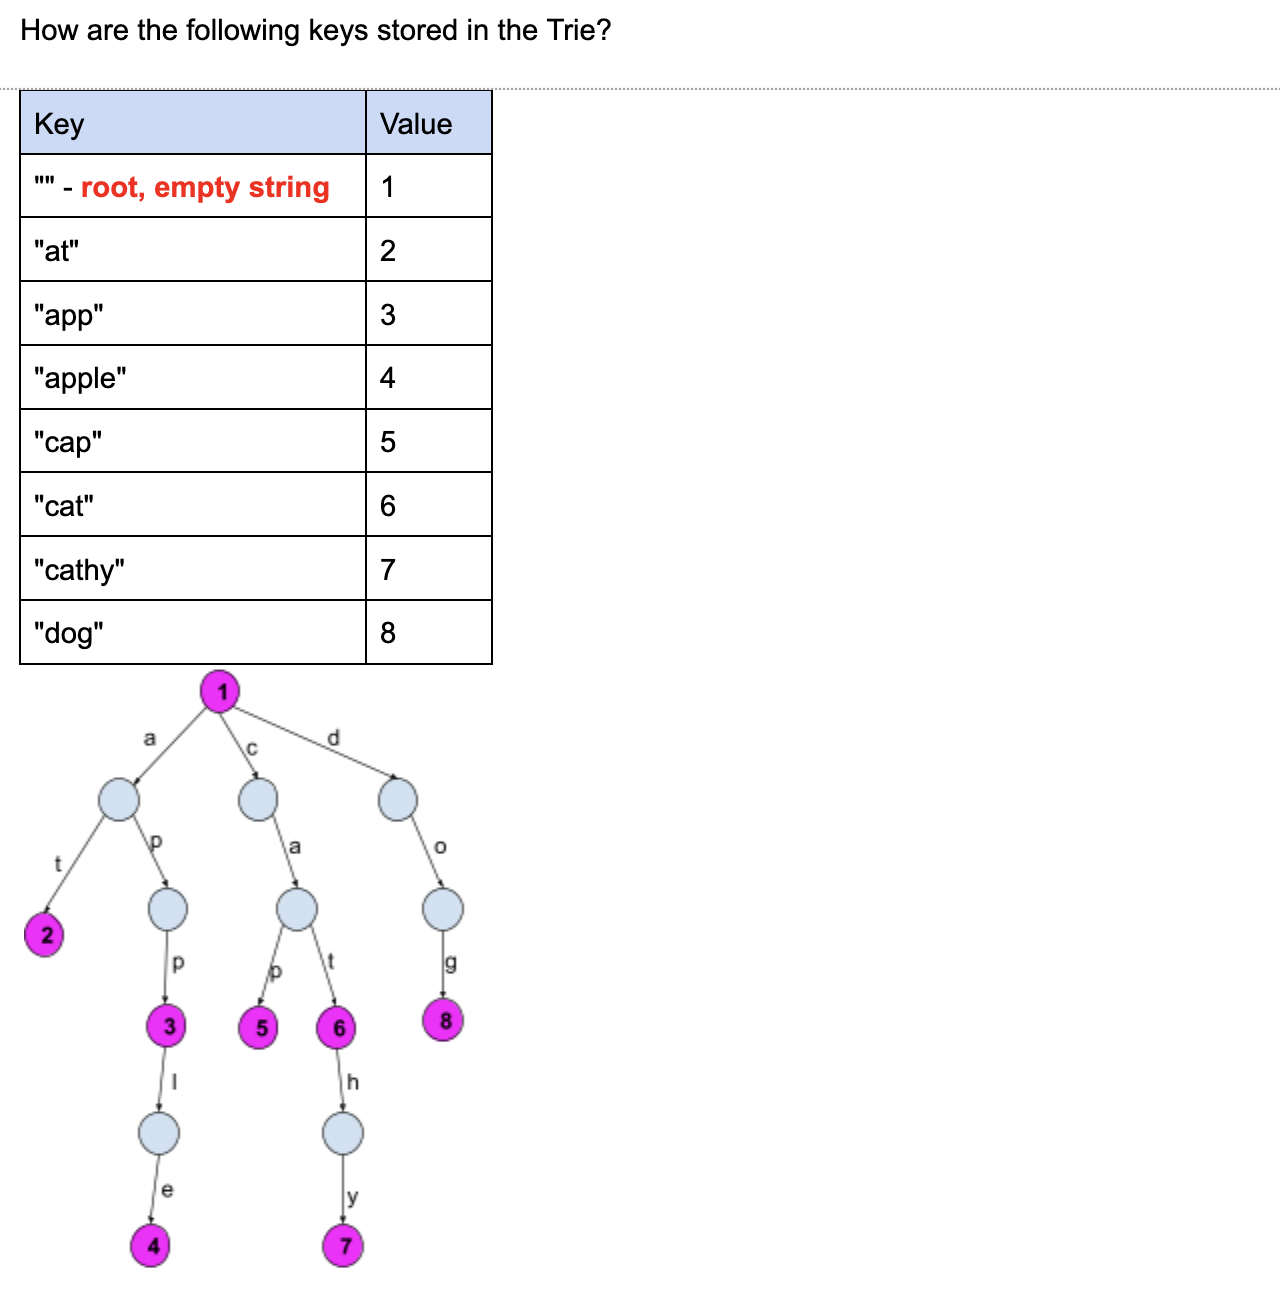 How are the following keys stored in the Trie?
Key Value
"" - root, empty string 1
"at" 2
"app" 3
"apple" 4
"cap" 5
"cat" 6
"cathy" 7
"dog" 8
1
a c d
t p a o
2
p p t g
3 5 6 8
l h
e y
4 7